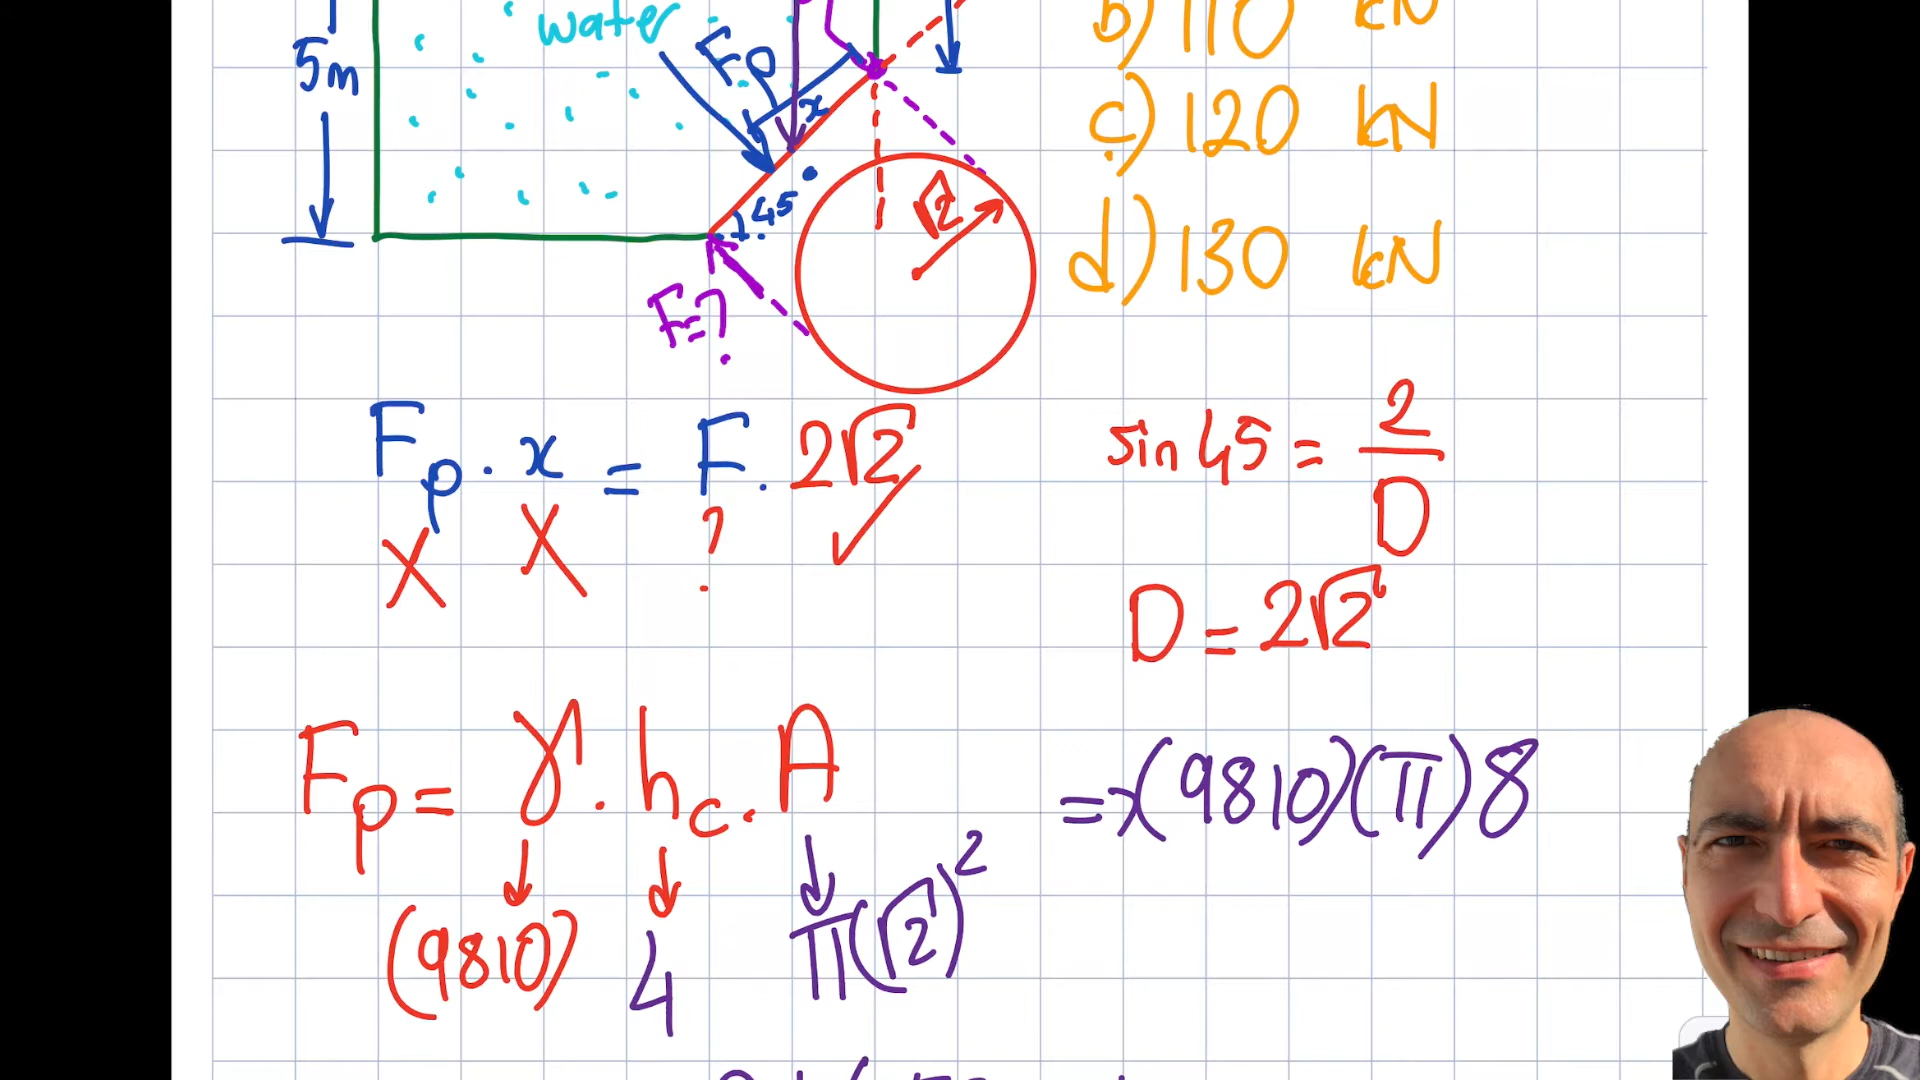 water
5m
Fp
x
45°
√2
F=?
b) 110 kN
c) 120 kN
d) 130 kN
Fp · x = F · 2√2
X X ? ✓
sin 45 = 2/D
D = 2√2
Fp = γ · hc · A
(9810) 4 π(√2)²
= (9810)(π)8